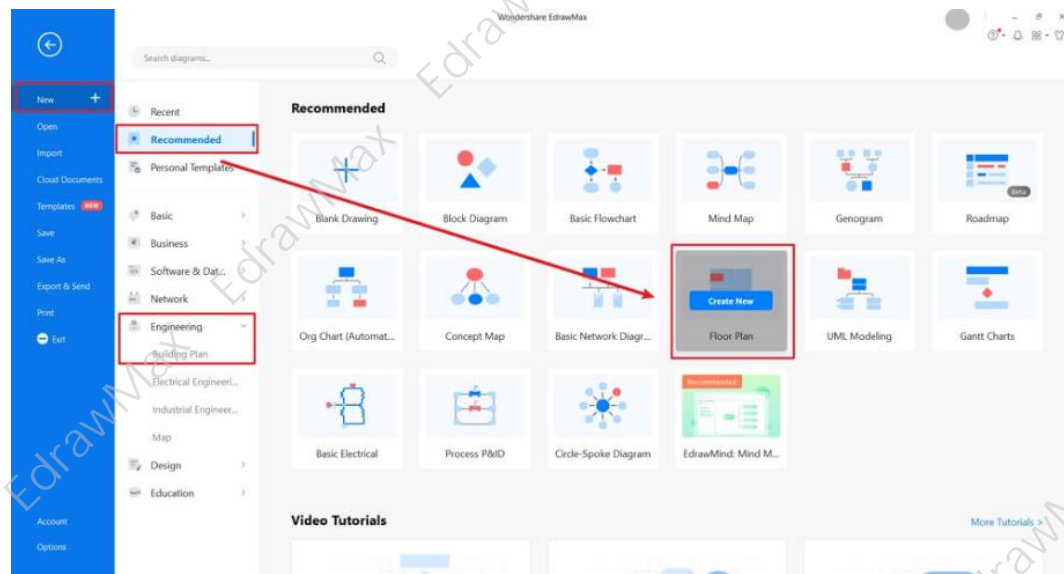 Wondershare EdrawMax
Search diagrams...
New +
Open
Import
Cloud Documents
Templates NEW
Save
Save As
Export & Send
Print
Exit
Account
Options
Recent
Recommended
Personal Templates
Basic
Business
Software & Dat...
Network
Engineering
Building Plan
Electrical Engineeri...
Industrial Engineer...
Map
Design
Education
Recommended
Blank Drawing
Block Diagram
Basic Flowchart
Mind Map
Genogram
Beta
Roadmap
Org Chart (Automat...
Concept Map
Basic Network Diagr...
Create New
Floor Plan
UML Modeling
Gantt Charts
Basic Electrical
Process P&ID
Circle-Spoke Diagram
Recommended
EdrawMind: Mind M...
Video Tutorials
More Tutorials >
EdrawMax
EdrawMax
EdrawMax